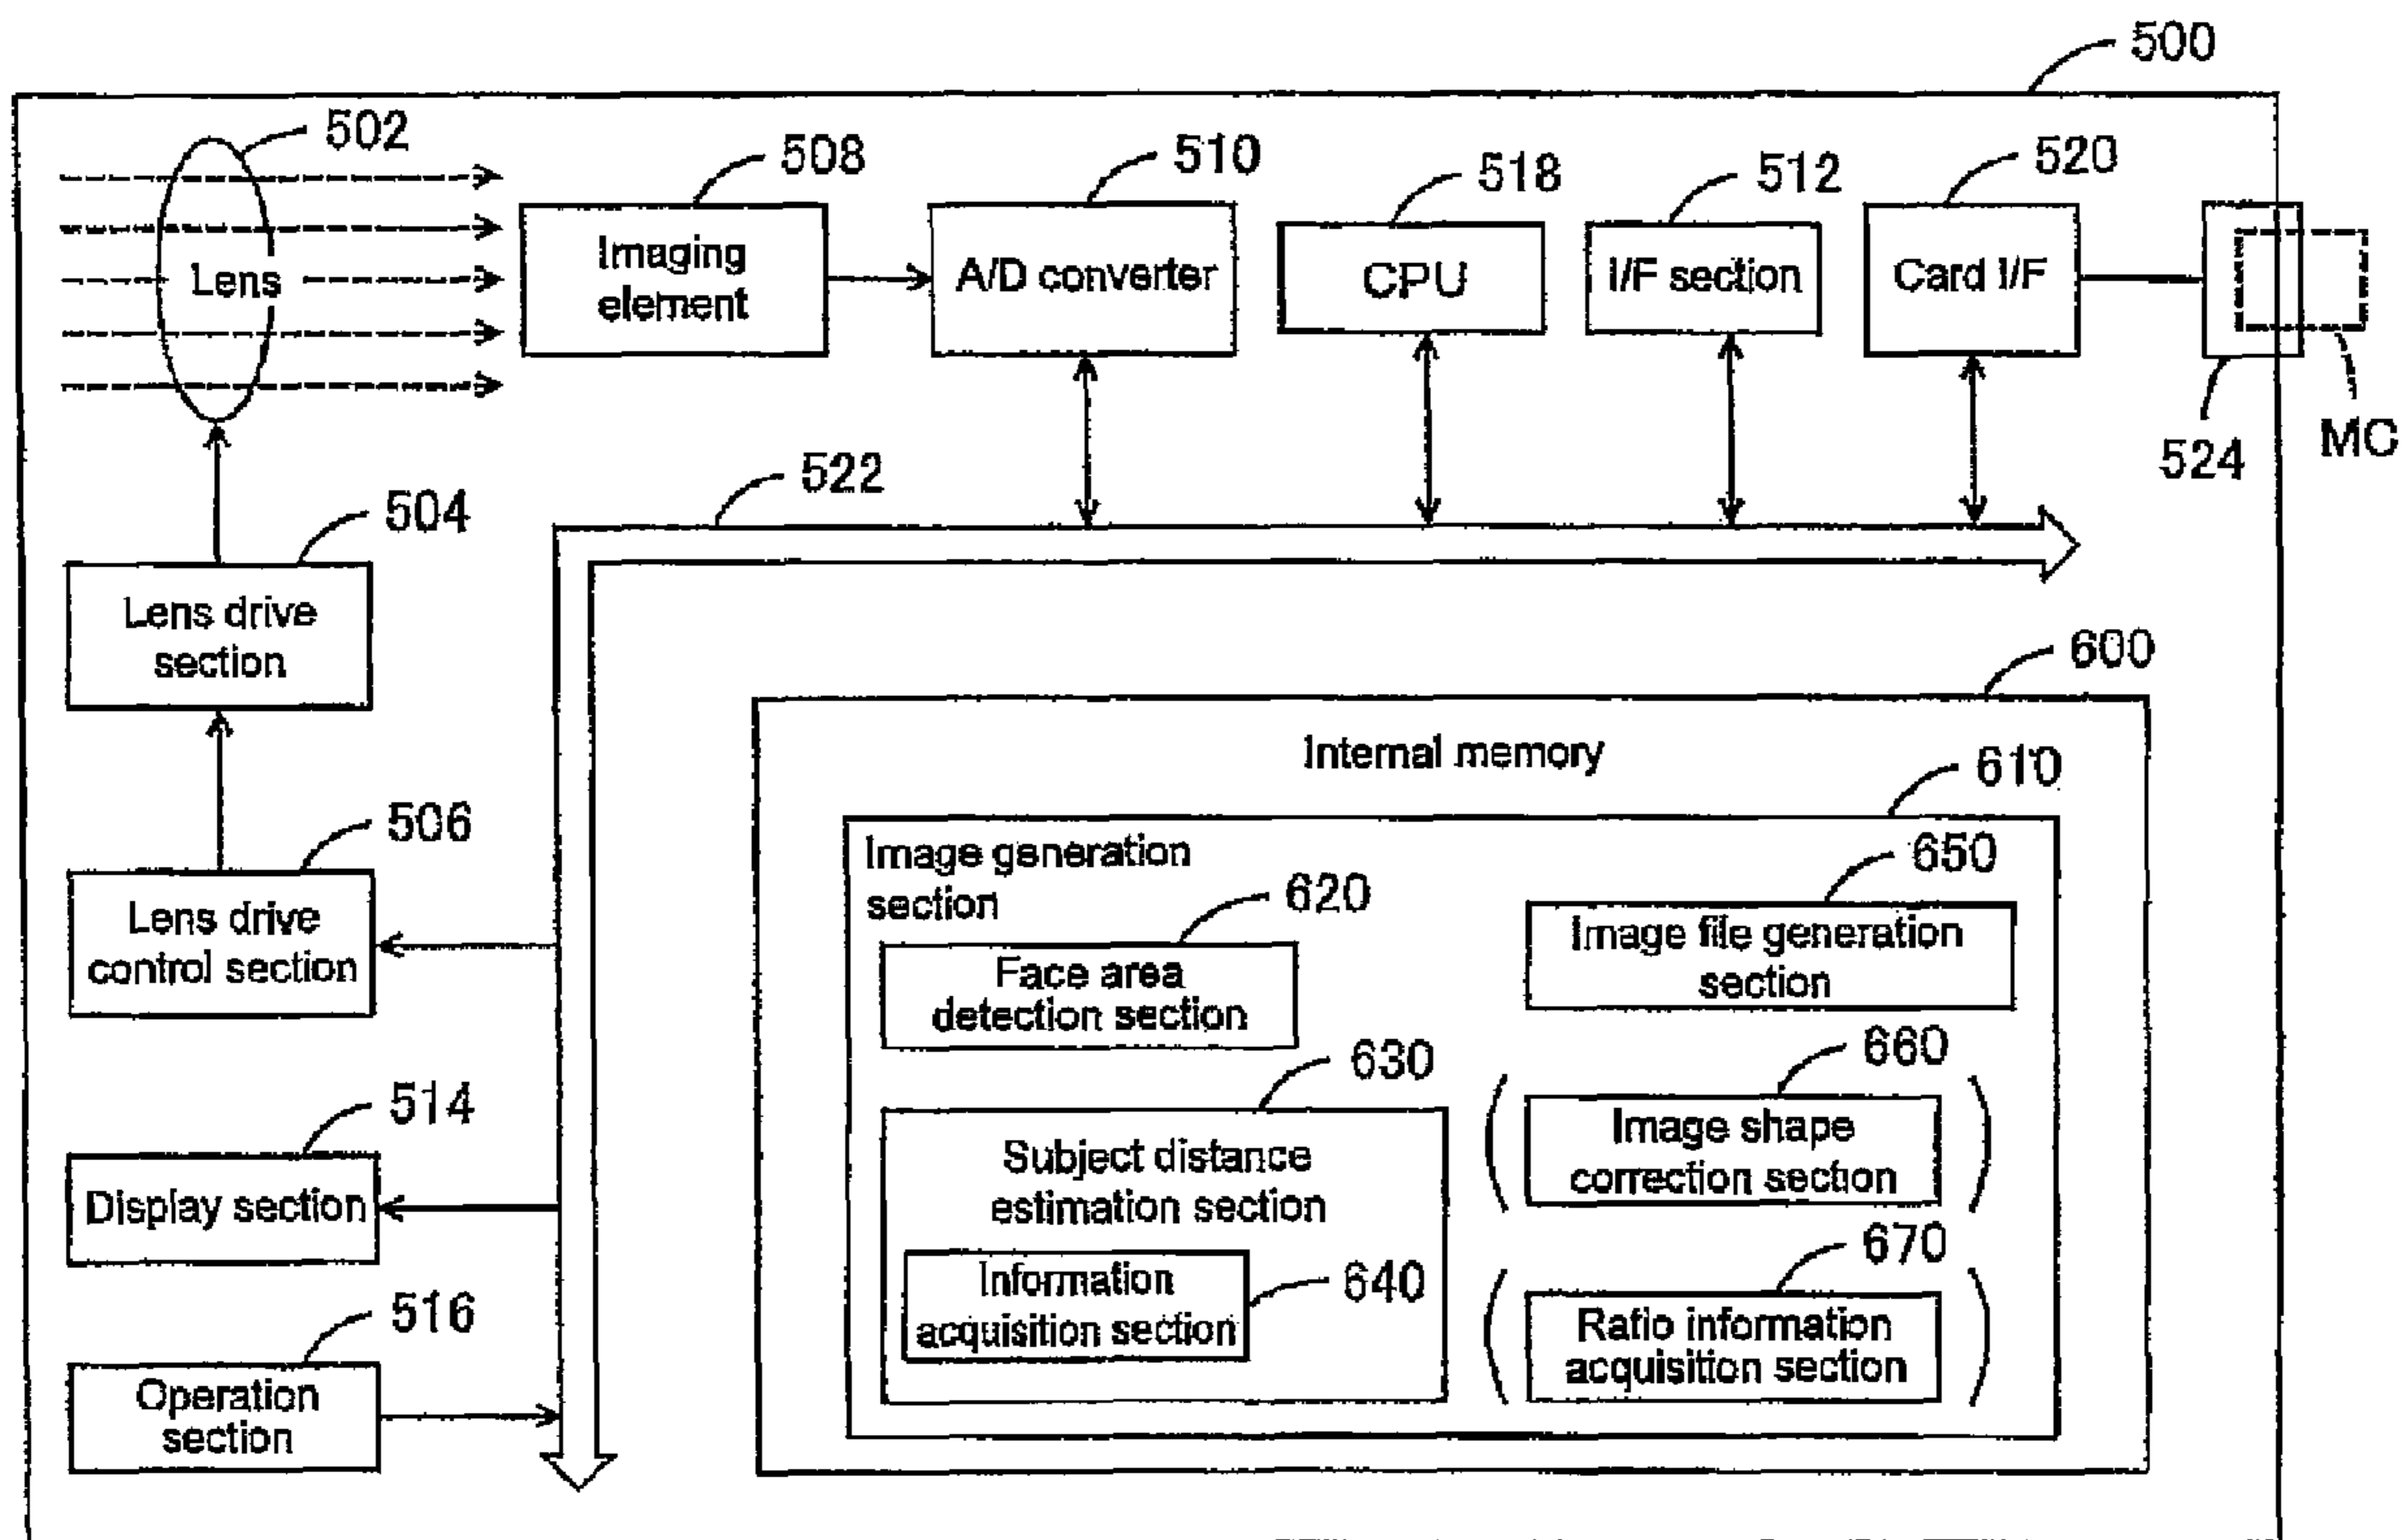 500
502
508
510
518
512
520
Lens
Imaging
element
A/D converter
CPU
I/F section
Card I/F
524
MC
522
504
Lens drive
section
600
Internal memory
610
506
Lens drive
control section
Image generation
section
620
650
Face area
detection section
Image file generation
section
630
660
Subject distance
estimation section
Image shape
correction section
514
Display section
640
Information
acquisition section
670
Ratio information
acquisition section
516
Operation
section